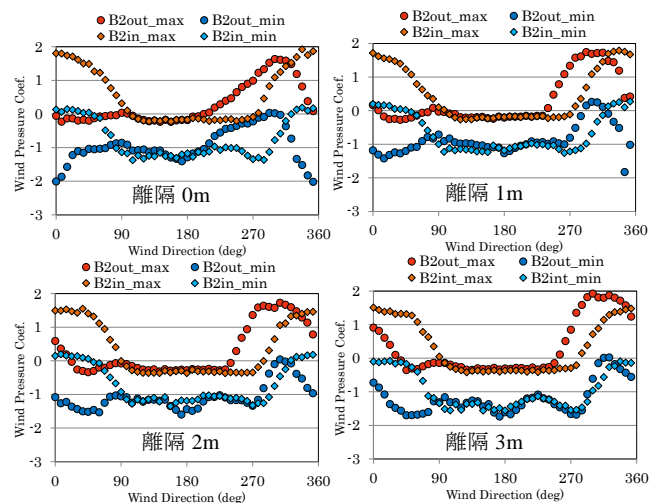 B2out_max B2out_min
B2in_max B2in_min
Wind Pressure Coef.
2
1
0
-1
-2
-3
離隔 0m
0 90 180 270 360
Wind Direction (deg)
B2out_max B2out_min
B2in_max B2in_min
Wind Pressure Coef.
2
1
0
-1
-2
-3
離隔 1m
0 90 180 270 360
Wind Direction (deg)
B2out_max B2out_min
B2in_max B2in_min
Wind Pressure Coef.
2
1
0
-1
-2
-3
離隔 2m
0 90 180 270 360
Wind Direction (deg)
B2out_max B2out_min
B2int_max B2int_min
Wind Pressure Coef.
2
1
0
-1
-2
-3
離隔 3m
0 90 180 270 360
Wind Direction (deg)